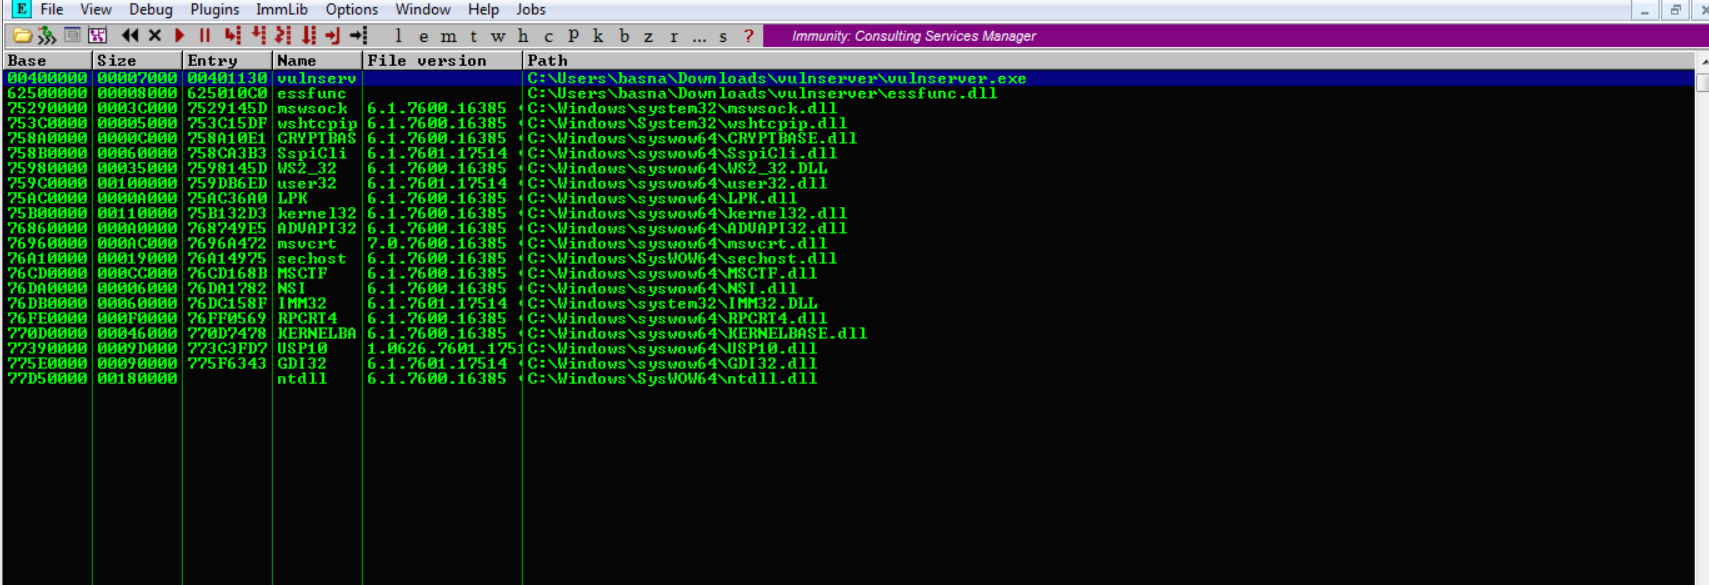 E File View Debug Plugins ImmLib Options Window Help Jobs
l e m t w h c P k b z r ... s ? Immunity: Consulting Services Manager
Base Size Entry Name File version Path
00400000 00007000 00401130 vulnserv C:\Users\basna\Downloads\vulnserver\vulnserver.exe
62500000 00008000 625010C0 essfunc C:\Users\basna\Downloads\vulnserver\essfunc.dll
75290000 0003C000 7529145D mswsock 6.1.7600.16385 C:\Windows\system32\mswsock.dll
753C0000 00005000 753C15DF wshtcpip 6.1.7600.16385 C:\Windows\System32\wshtcpip.dll
758A0000 0000C000 758A10E1 CRYPTBAS 6.1.7600.16385 C:\Windows\syswow64\CRYPTBASE.dll
758B0000 00060000 758CA3B3 SspiCli 6.1.7601.17514 C:\Windows\syswow64\SspiCli.dll
75980000 00035000 7598145D WS2_32 6.1.7600.16385 C:\Windows\syswow64\WS2_32.DLL
759C0000 00100000 759DB6ED user32 6.1.7601.17514 C:\Windows\syswow64\user32.dll
75AC0000 0000A000 75AC36A0 LPK 6.1.7600.16385 C:\Windows\syswow64\LPK.dll
75B00000 00110000 75B132D3 kernel32 6.1.7600.16385 C:\Windows\syswow64\kernel32.dll
76860000 000A0000 768749E5 ADVAPI32 6.1.7600.16385 C:\Windows\syswow64\ADVAPI32.dll
76960000 000AC000 7696A472 msvcrt 7.0.7600.16385 C:\Windows\syswow64\msvcrt.dll
76A10000 00019000 76A14975 sechost 6.1.7600.16385 C:\Windows\SysWOW64\sechost.dll
76CD0000 000CC000 76CD168B MSCTF 6.1.7600.16385 C:\Windows\syswow64\MSCTF.dll
76DA0000 00006000 76DA1782 NSI 6.1.7600.16385 C:\Windows\syswow64\NSI.dll
76DB0000 00060000 76DC158F IMM32 6.1.7601.17514 C:\Windows\system32\IMM32.DLL
76FE0000 000F0000 76FF0569 RPCRT4 6.1.7600.16385 C:\Windows\syswow64\RPCRT4.dll
770D0000 00046000 770D7478 KERNELBA 6.1.7600.16385 C:\Windows\syswow64\KERNELBASE.dll
77390000 0009D000 773C3FD7 USP10 1.0626.7601.1751 C:\Windows\syswow64\USP10.dll
775E0000 00090000 775F6343 GDI32 6.1.7601.17514 C:\Windows\syswow64\GDI32.dll
77D50000 00180000 ntdll 6.1.7600.16385 C:\Windows\SysWOW64\ntdll.dll